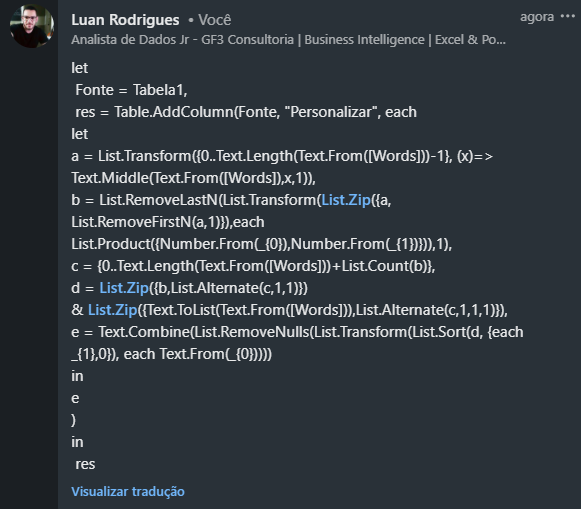 Luan Rodrigues • Você
agora
Analista de Dados Jr - GF3 Consultoria | Business Intelligence | Excel & Po...
let
Fonte = Tabela1,
res = Table.AddColumn(Fonte, "Personalizar", each
let
a = List.Transform({0..Text.Length(Text.From([Words]))-1}, (x)=>
Text.Middle(Text.From([Words]),x,1)),
b = List.RemoveLastN(List.Transform(List.Zip({a,
List.RemoveFirstN(a,1)}),each
List.Product({Number.From(_{0}),Number.From(_{1})})),1),
c = {0..Text.Length(Text.From([Words]))+List.Count(b)},
d = List.Zip({b,List.Alternate(c,1,1)})
& List.Zip({Text.ToList(Text.From([Words])),List.Alternate(c,1,1,1)}),
e = Text.Combine(List.RemoveNulls(List.Transform(List.Sort(d, {each
_{1},0}), each Text.From(_{0}))))
in
e
)
in
res
Visualizar tradução